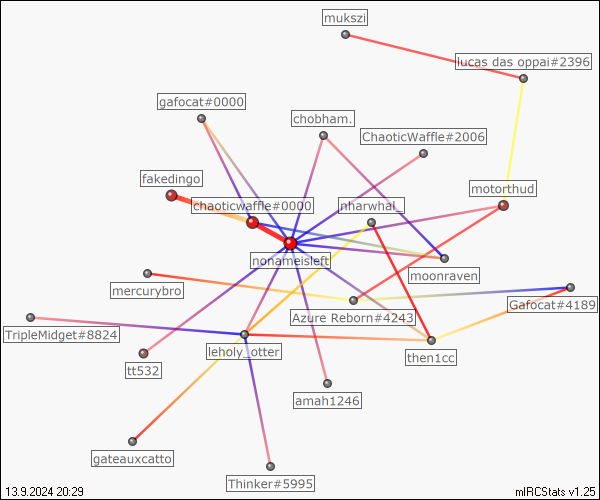 mukszi
lucas das oppai#2396
gafocat#0000
chobham.
ChaoticWaffle#2006
fakedingo
motorthud
chaoticwaffle#0000
nharwhal_
nonameisleft
moonraven
mercurybro
Gafocat#4189
Azure Reborn#4243
TripleMidget#8824
leholy_otter
then1cc
tt532
amah1246
gateauxcatto
Thinker#5995
13.9.2024 20:29
mIRCStats v1.25